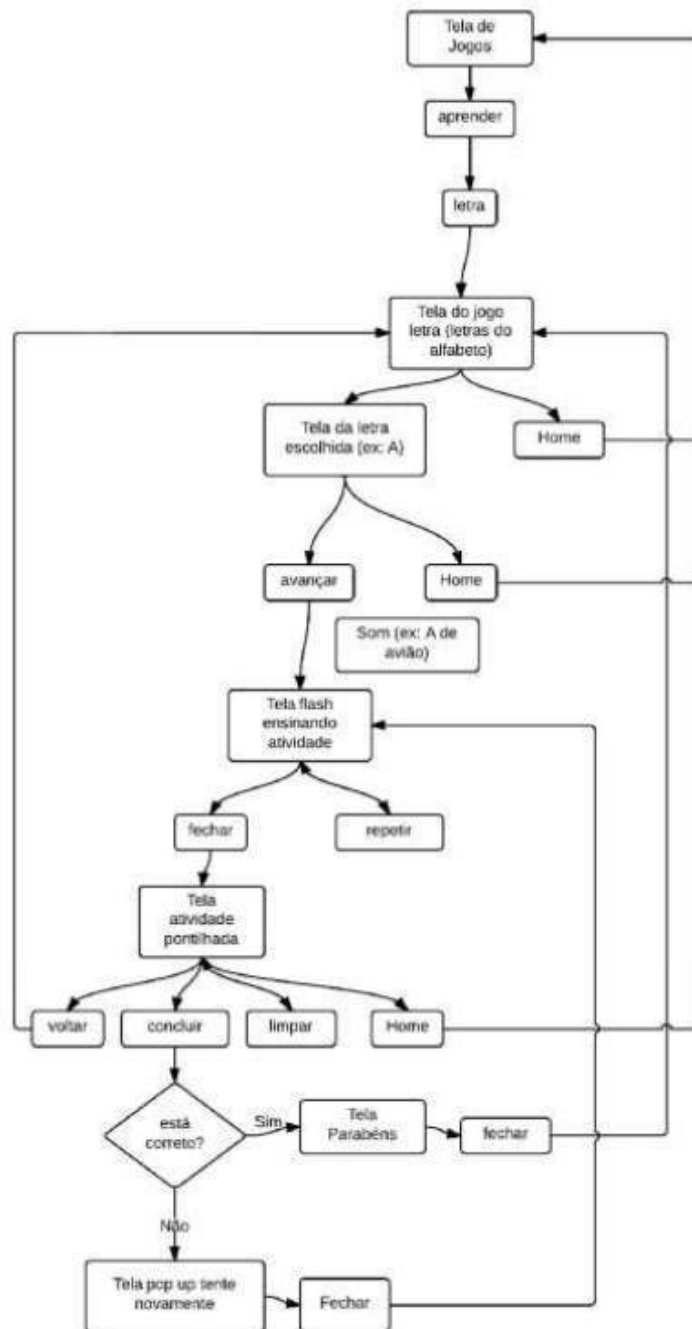 Tela de
Jogos
aprender
letra
Tela do jogo
letra (letras do
alfabeto)
Tela da letra
escolhida (ex: A)
Home
avançar
Home
Som (ex: A de
avião)
Tela flash
ensinando
atividade
fechar
repetir
Tela
atividade
pontilhada
voltar
concluir
limpar
Home
está
correto?
Sim
Tela
Parabéns
fechar
Não
Tela pop up tente
novamente
Fechar